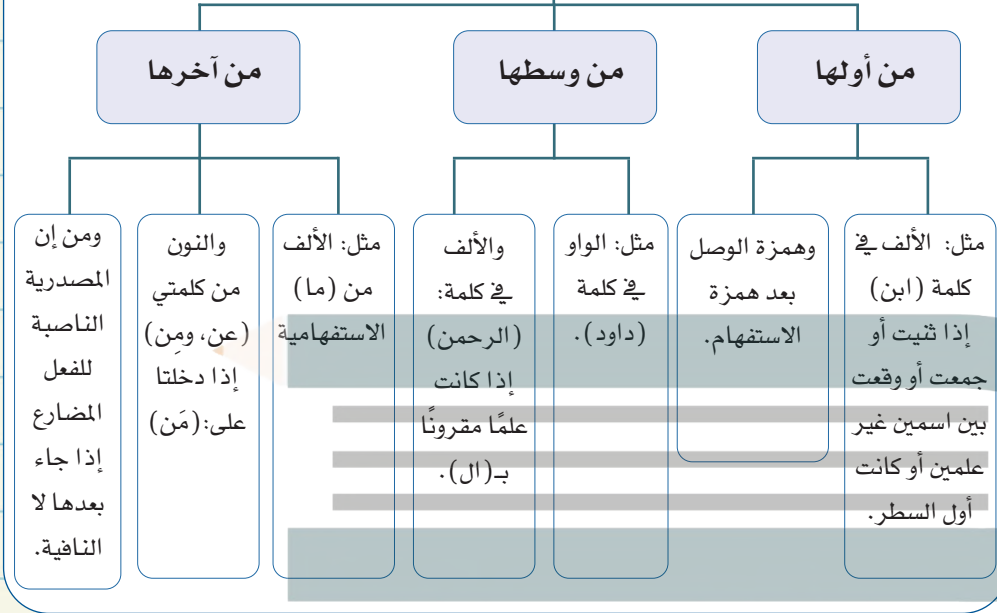 من أولها
من وسطها
من آخرها
مثل: الألف في
كلمة (ابن)
إذا ثنيت أو
جمعت أو وقعت
بين اسمين غير
علمين أو كانت
أول السطر.
وهمزة الوصل
بعد همزة
الاستفهام.
مثل: الواو
في كلمة
(داود).
والألف
في كلمة:
(الرحمن)
إذا كانت
علمًا مقرونًا
بـ(ال).
مثل: الألف
من (ما)
الاستفهامية
والنون
من كلمتي
(عن، ومِن)
إذا دخلتا
على:(مَن)
ومن إن
المصدرية
الناصبة
للفعل
المضارع
إذا جاء
بعدها لا
النافية.